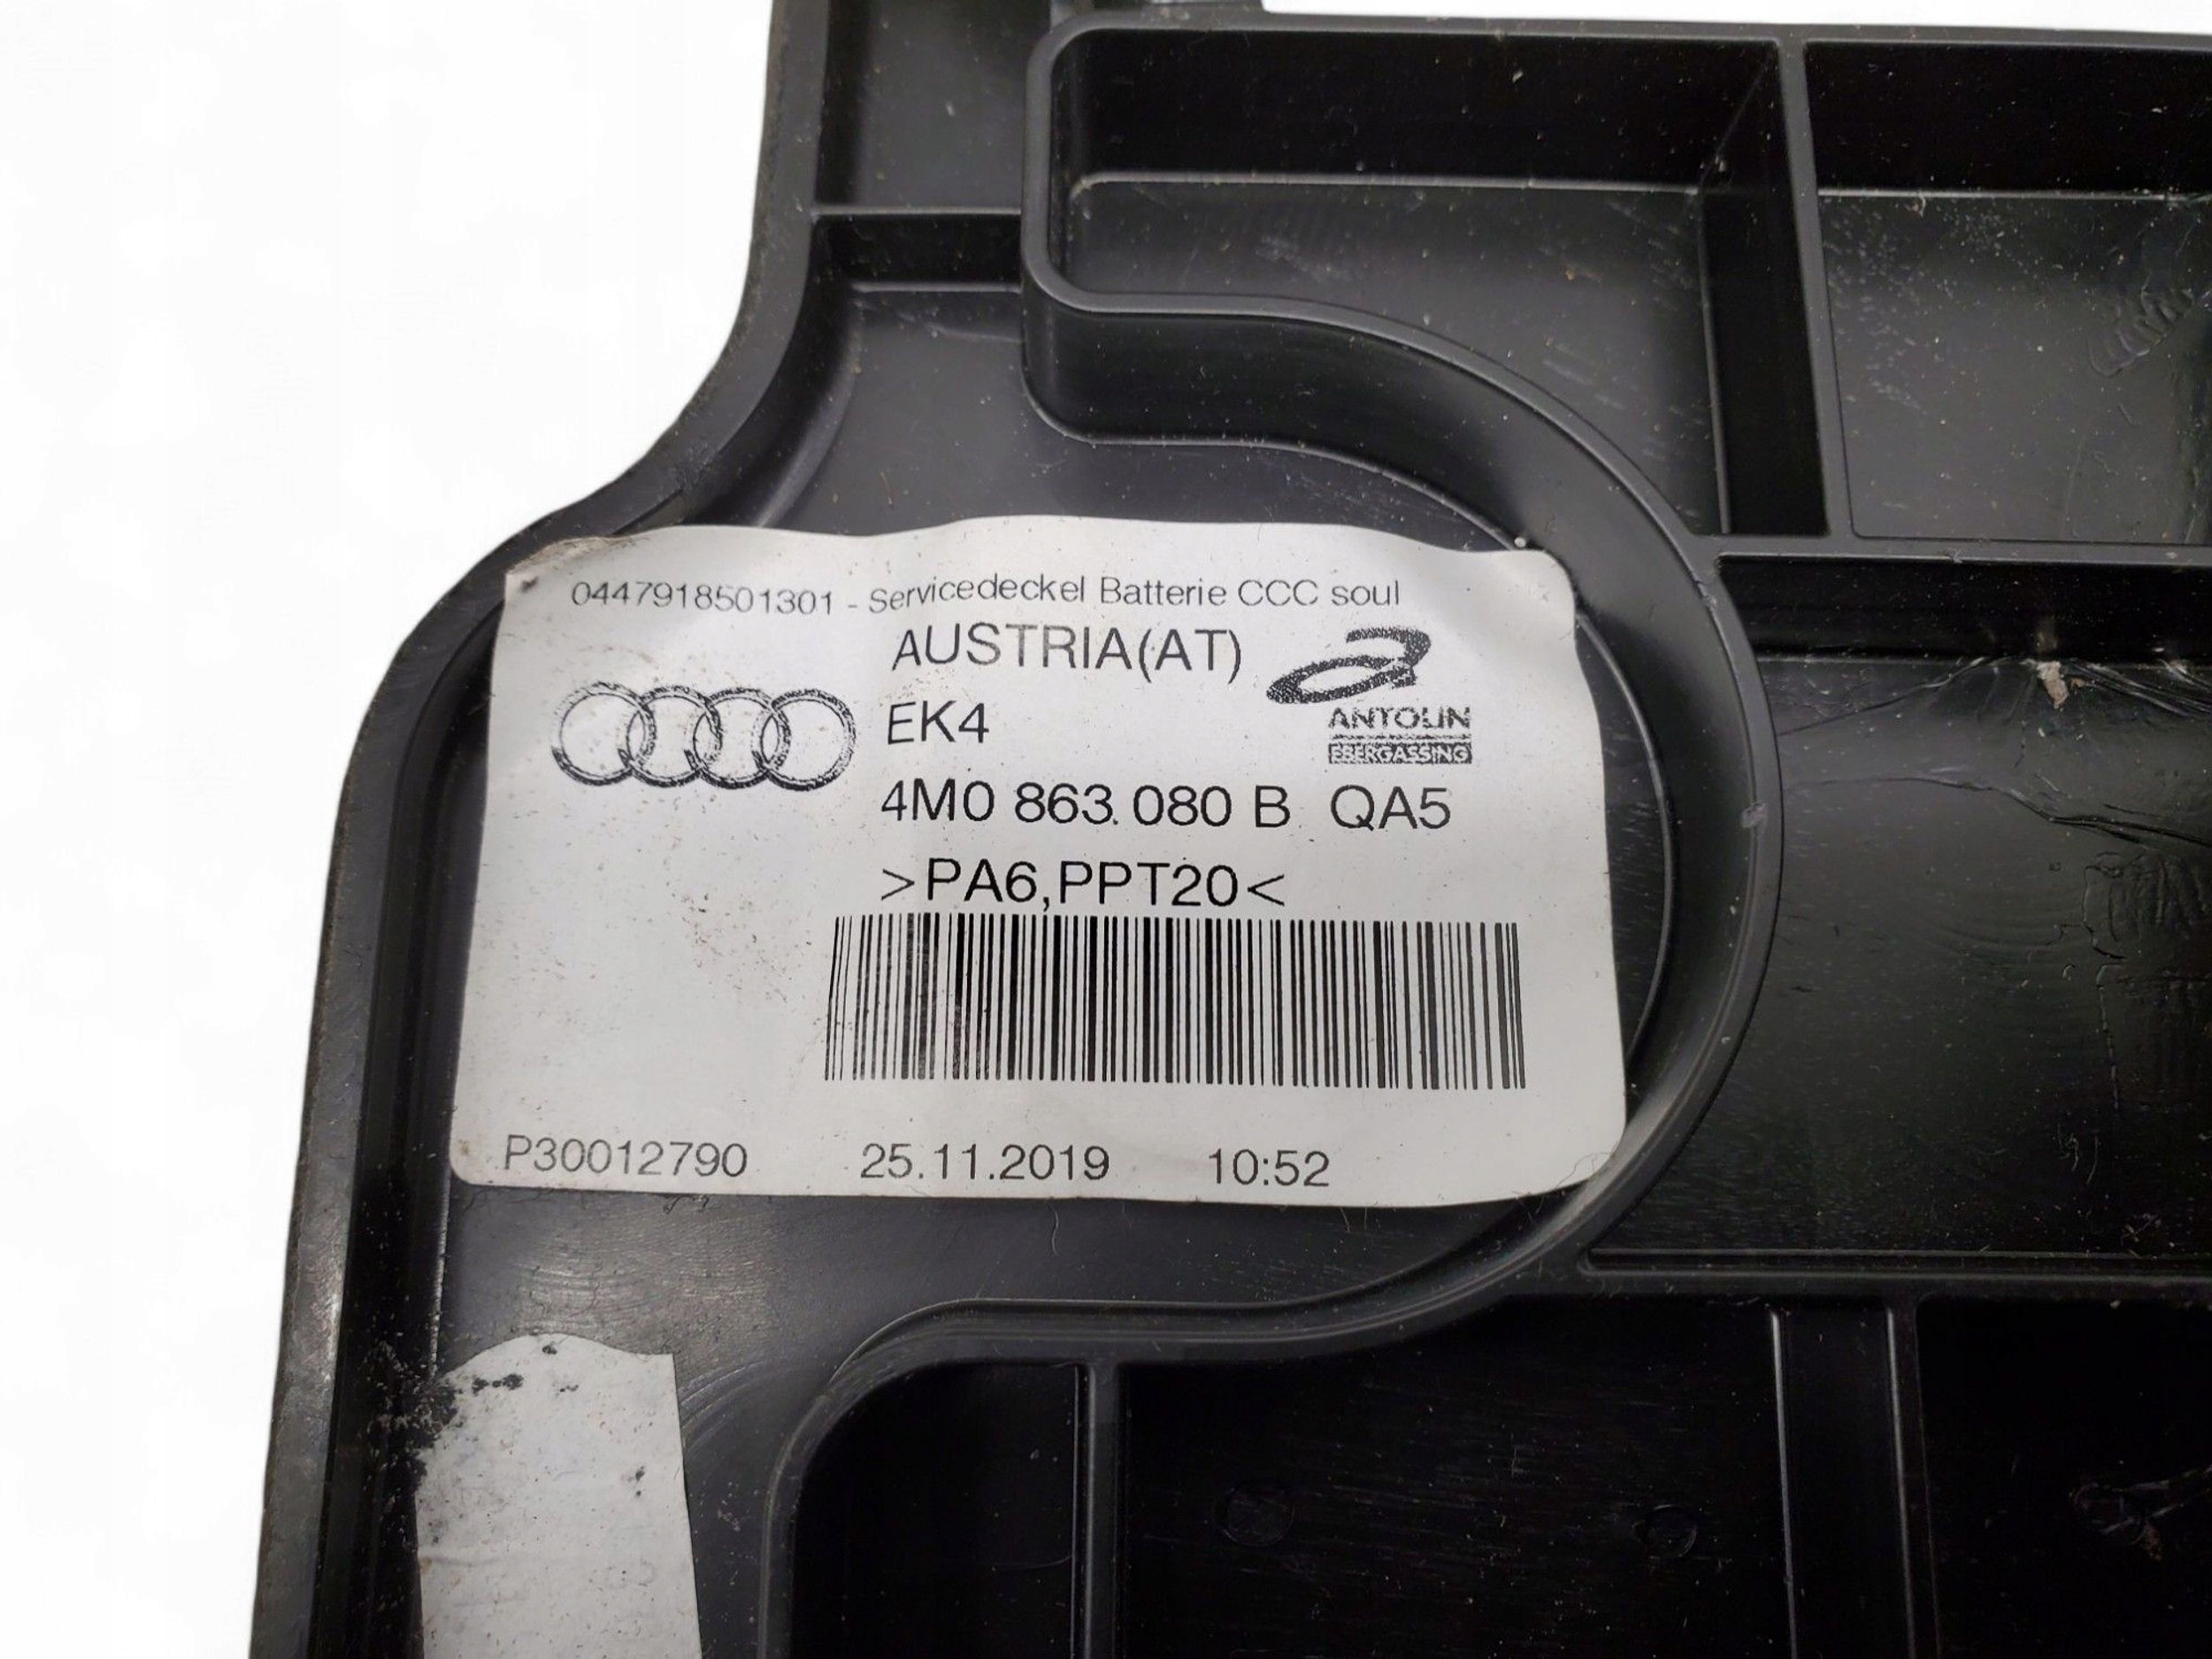 0447918501301 - Servicedeckel Batterie CCC soul
AUSTRIA(AT)
EK4
ANTOLIN
EBERGASSING
4M0 863 080 B QA5
>PA6,PPT20<
P30012790 25.11.2019 10:52